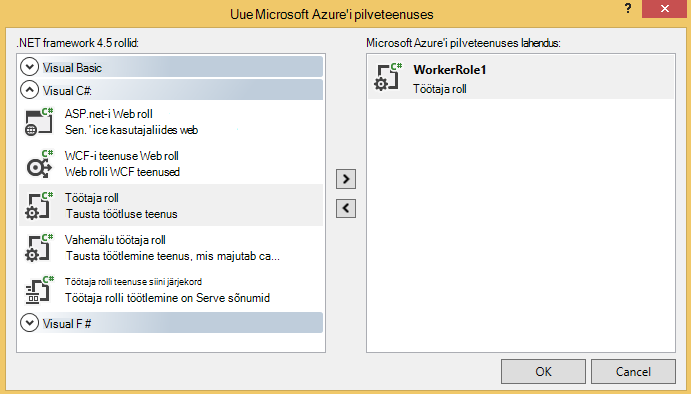 Uue Microsoft Azure'i pilveteenuses
? ×
.NET framework 4.5 rollid:
Visual Basic
Visual C#:
C# ASP.net-i Web roll
Sen. ' ice kasutajaliides web
C# WCF-i teenuse Web roll
Web rolli WCF teenused
C# Töötaja roll
Tausta töötluse teenus
C# Vahemälu töötaja roll
Tausta töötlemine teenus, mis majutab ca...
C# Töötaja rolli teenuse siini järjekord
Töötaja rolli töötlemine on Serve sõnumid
Visual F #
>
<
Microsoft Azure'i pilveteenuses lahendus:
C# WorkerRole1
Töötaja roll
OK
Cancel